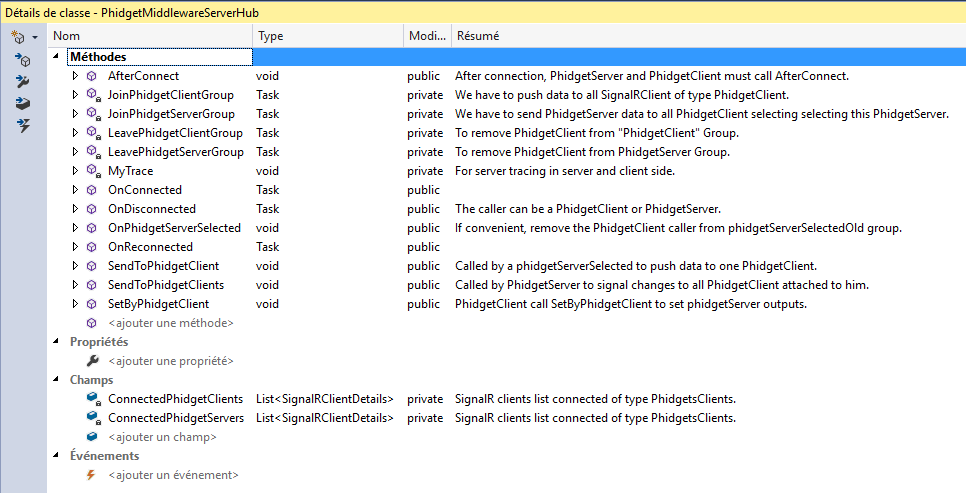 Détails de classe - PhidgetMiddlewareServerHub
Nom Type Modi... Résumé
Méthodes
AfterConnect void public After connection, PhidgetServer and PhidgetClient must call AfterConnect.
JoinPhidgetClientGroup Task private We have to push data to all SignalRClient of type PhidgetClient.
JoinPhidgetServerGroup Task private We have to send PhidgetServer data to all PhidgetClient selecting selecting this PhidgetServer.
LeavePhidgetClientGroup Task private To remove PhidgetClient from "PhidgetClient" Group.
LeavePhidgetServerGroup Task private To remove PhidgetClient from PhidgetServer Group.
MyTrace void private For server tracing in server and client side.
OnConnected Task public
OnDisconnected Task public The caller can be a PhidgetClient or PhidgetServer.
OnPhidgetServerSelected void public If convenient, remove the PhidgetClient caller from phidgetServerSelectedOld group.
OnReconnected Task public
SendToPhidgetClient void public Called by a phidgetServerSelected to push data to one PhidgetClient.
SendToPhidgetClients void public Called by PhidgetServer to signal changes to all PhidgetClient attached to him.
SetByPhidgetClient void public PhidgetClient call SetByPhidgetClient to set phidgetServer outputs.
<ajouter une méthode>
Propriétés
<ajouter une propriété>
Champs
ConnectedPhidgetClients List<SignalRClientDetails> private SignalR clients list connected of type PhidgetsClients.
ConnectedPhidgetServers List<SignalRClientDetails> private SignalR clients list connected of type PhidgetsClients.
<ajouter un champ>
Événements
<ajouter un événement>